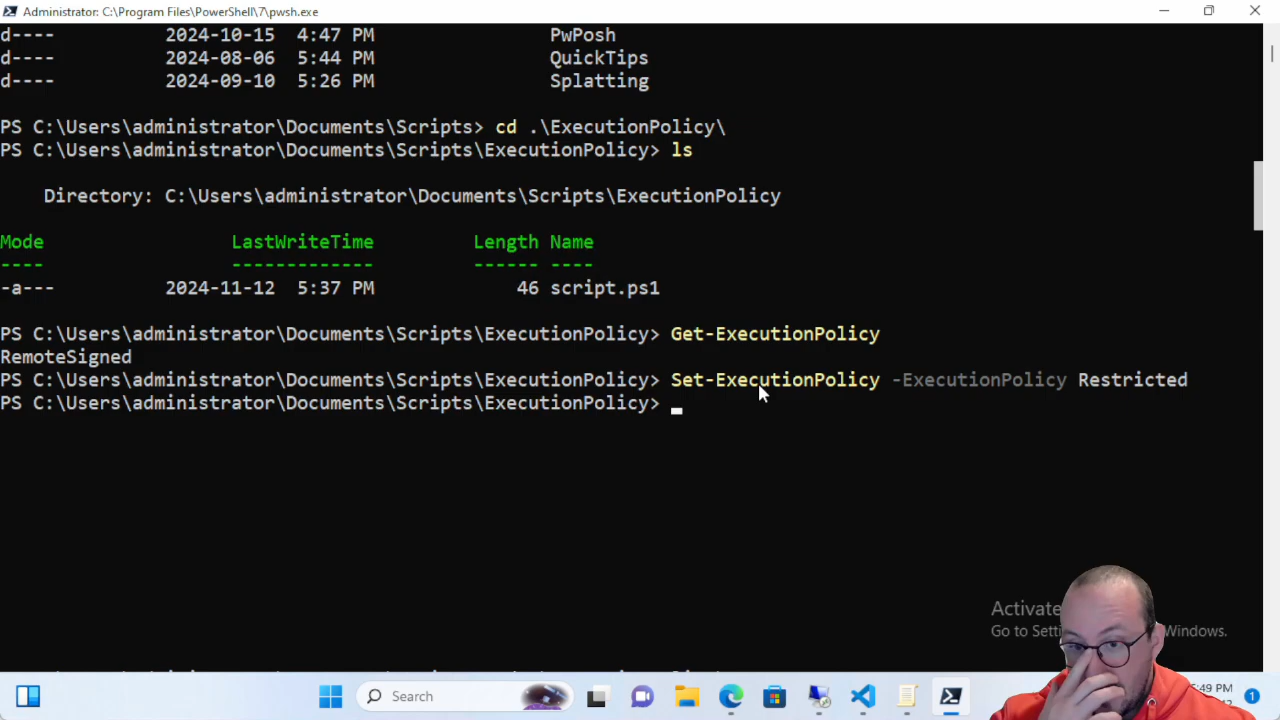 Administrator: C:\Program Files\PowerShell\7\pwsh.exe
d---- 2024-10-15 4:47 PM PwPosh
d---- 2024-08-06 5:44 PM QuickTips
d---- 2024-09-10 5:26 PM Splatting
PS C:\Users\administrator\Documents\Scripts> cd .\ExecutionPolicy\
PS C:\Users\administrator\Documents\Scripts\ExecutionPolicy> ls
Directory: C:\Users\administrator\Documents\Scripts\ExecutionPolicy
Mode LastWriteTime Length Name
---- ------------- ------ ----
-a--- 2024-11-12 5:37 PM 46 script.ps1
PS C:\Users\administrator\Documents\Scripts\ExecutionPolicy> Get-ExecutionPolicy
RemoteSigned
PS C:\Users\administrator\Documents\Scripts\ExecutionPolicy> Set-ExecutionPolicy -ExecutionPolicy Restricted
PS C:\Users\administrator\Documents\Scripts\ExecutionPolicy>
Activate
Go to Windows.
Search
:49 PM
1